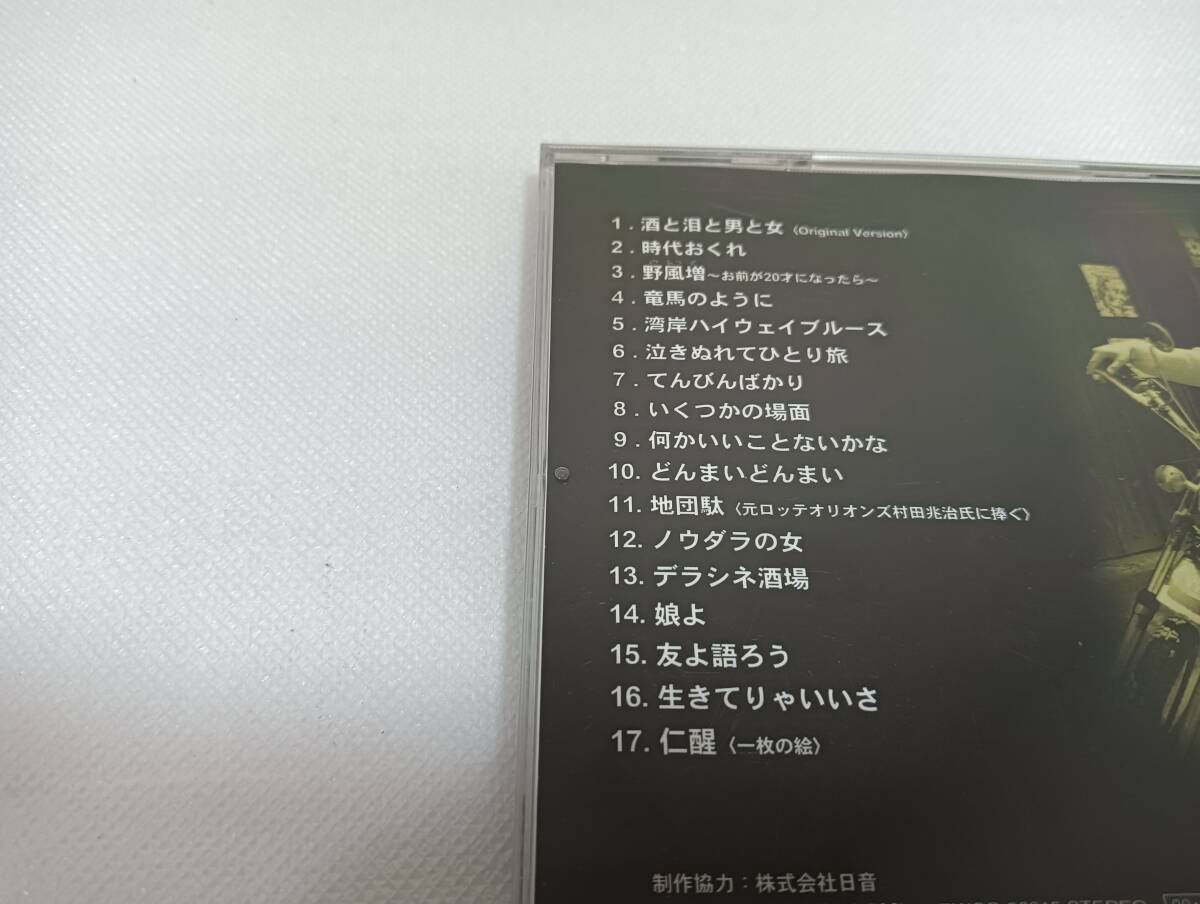 1 . 酒と泪と男と女〈Original Version〉
2 . 時代おくれ
3 . 野風増～お前が20才になったら～
4 . 竜馬のように
5 . 湾岸ハイウェイブルース
6 . 泣きぬれてひとり旅
7 . てんびんばかり
8 . いくつかの場面
9 . 何かいいことないかな
10. どんまいどんまい
11. 地団駄〈元ロッテオリオンズ村田兆治氏に捧ぐ〉
12. ノウダラの女
13. デラシネ酒場
14. 娘よ
15. 友よ語ろう
16. 生きてりゃいいさ
17. 仁醒〈一枚の絵〉
制作協力：株式会社日音
STEREO